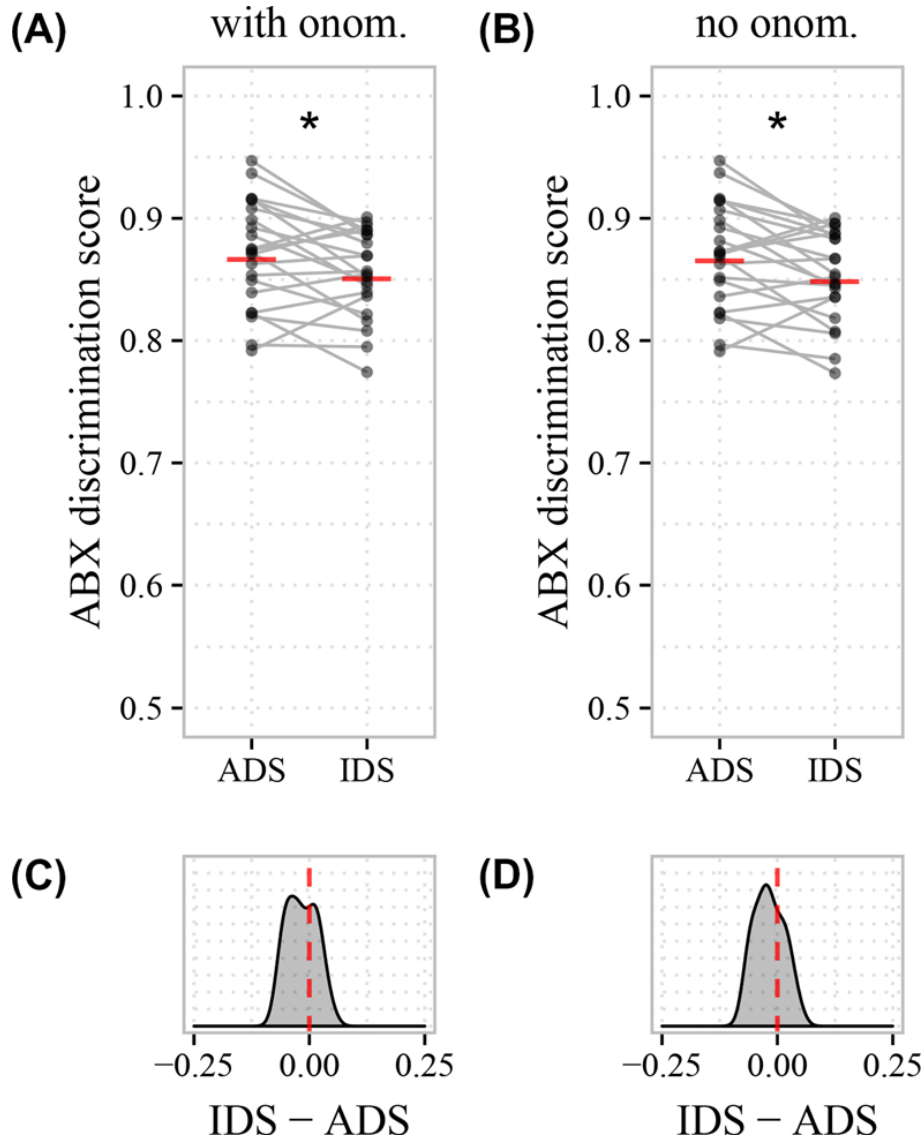 (A) with onom.
ABX discrimination score
1.0
*
0.9
0.8
0.7
0.6
0.5
ADS IDS
(B) no onom.
ABX discrimination score
1.0
*
0.9
0.8
0.7
0.6
0.5
ADS IDS
(C)
−0.25 0.00 0.25
IDS − ADS
(D)
−0.25 0.00 0.25
IDS − ADS